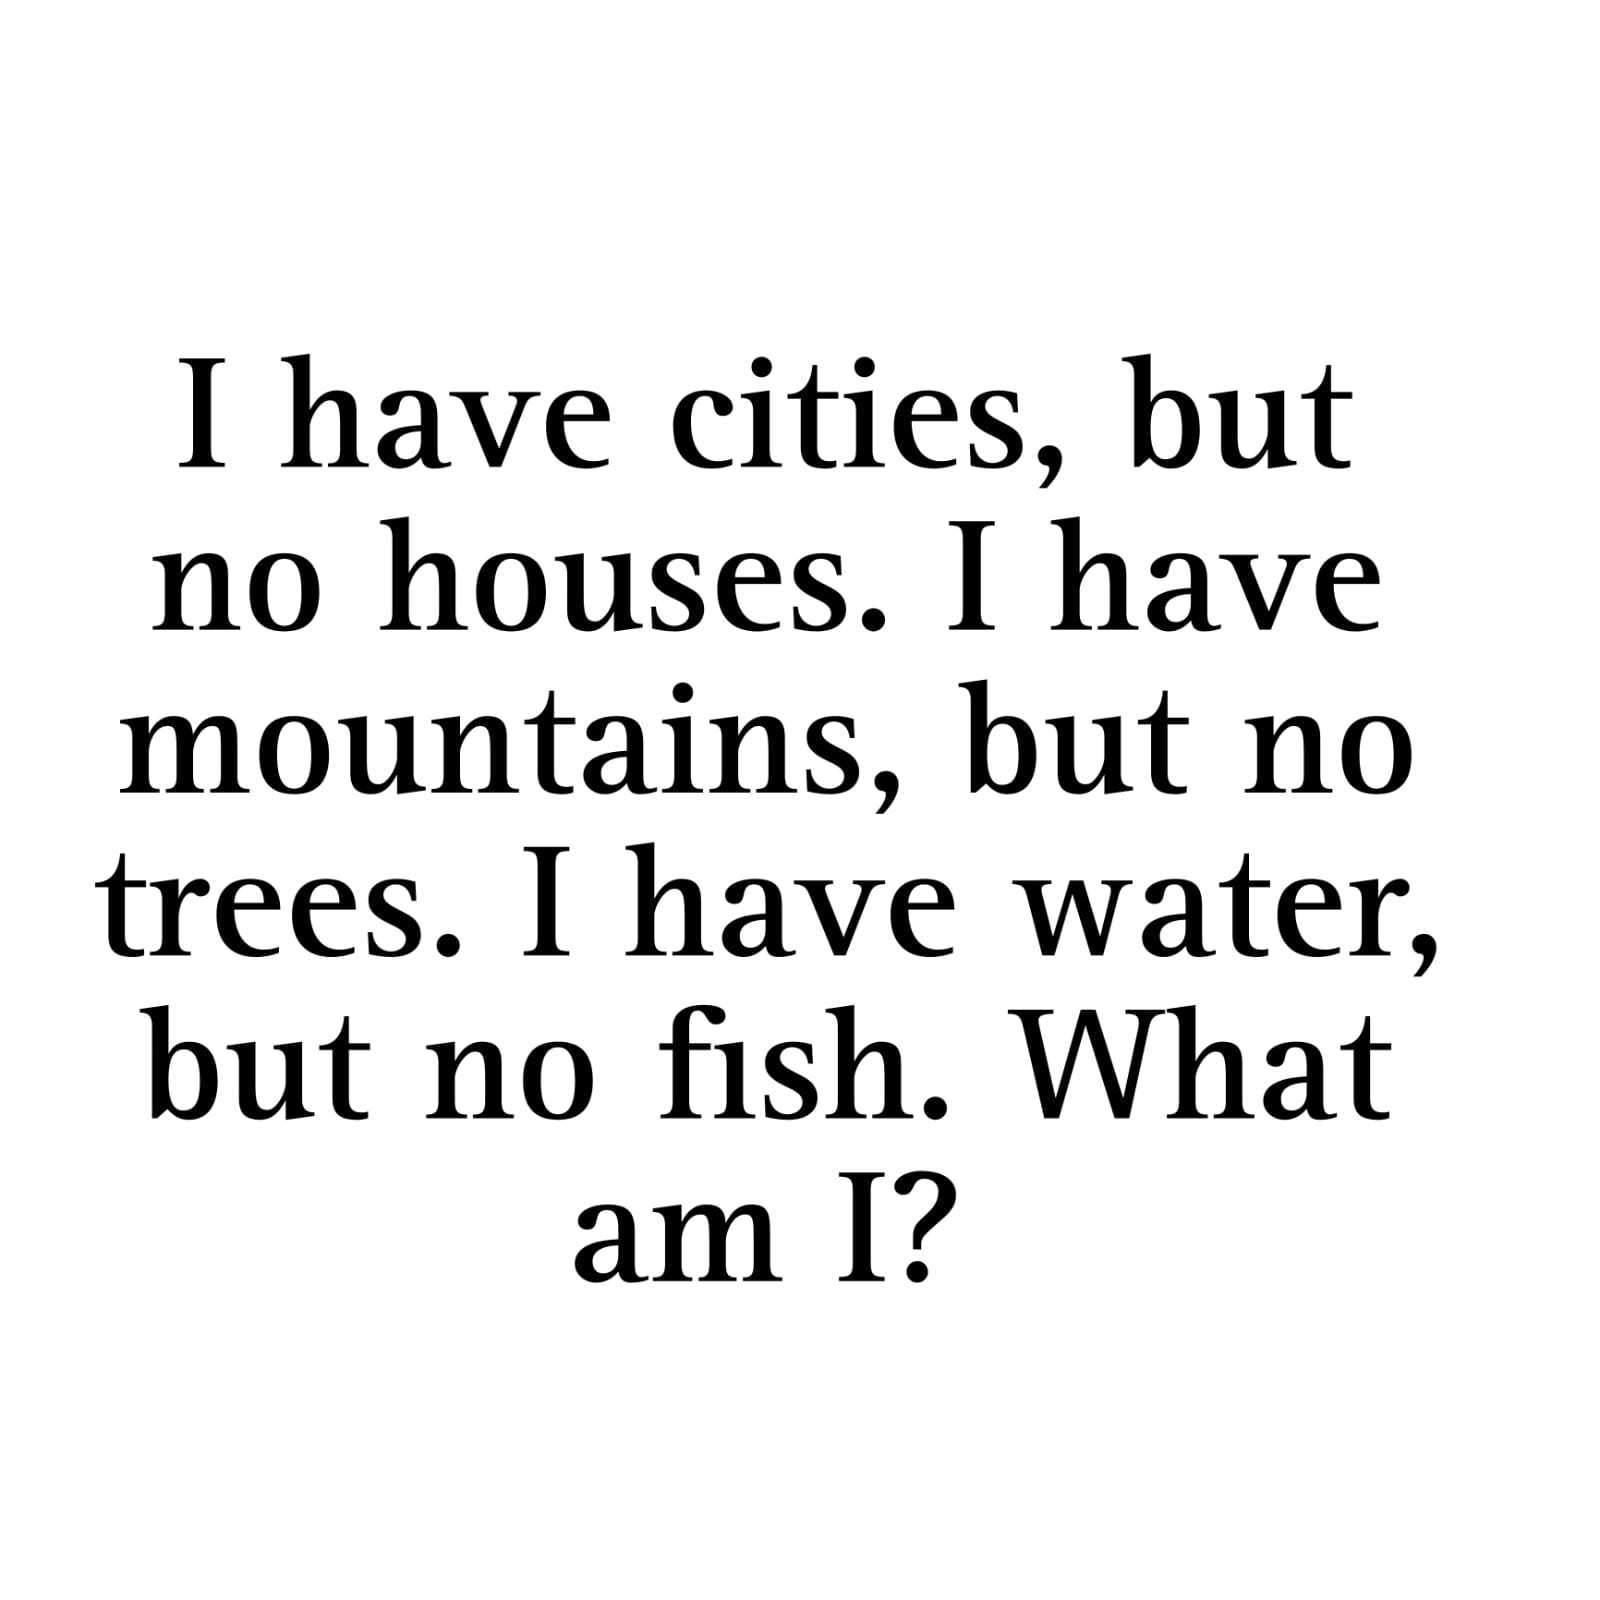 I have cities, but
no houses. I have
mountains, but no
trees. I have water,
but no fish. What
am I?